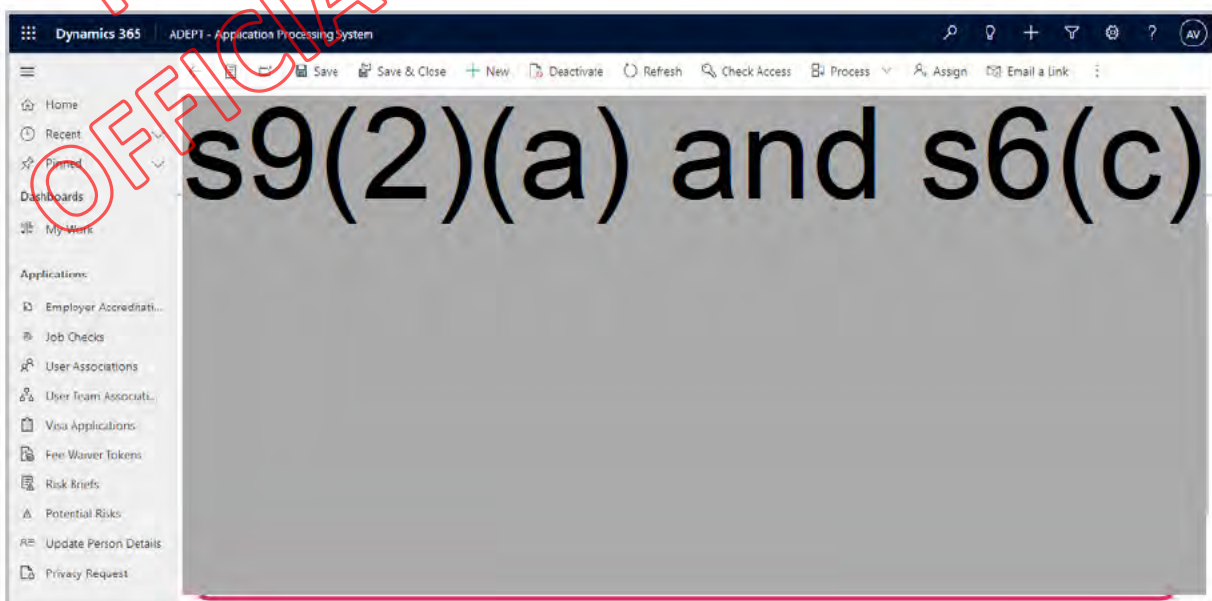 Dynamics 365 ADEPT - Application Processing System ? AV
Save Save & Close + New Deactivate Refresh Check Access Process Assign Email a Link
Home
Recent
Pinned
Dashboards
My Work
Applications
Employer Accreditati...
Job Checks
User Associations
User Team Associati...
Visa Applications
Fee Waiver Tokens
Risk Briefs
Potential Risks
Update Person Details
Privacy Request
s9(2)(a) and s6(c)
OFFICIA